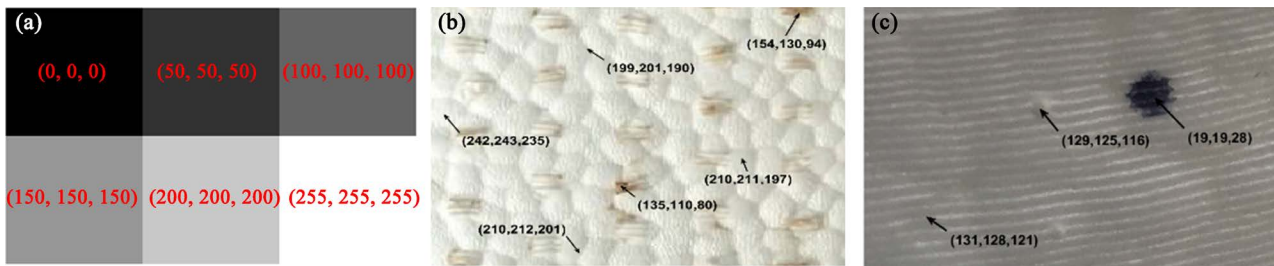 (a)
(0, 0, 0)
(50, 50, 50)
(100, 100, 100)
(150, 150, 150)
(200, 200, 200)
(255, 255, 255)
(b)
(154,130,94)
(199,201,190)
(242,243,235)
(210,211,197)
(135,110,80)
(210,212,201)
(c)
(129,125,116)
(19,19,28)
(131,128,121)